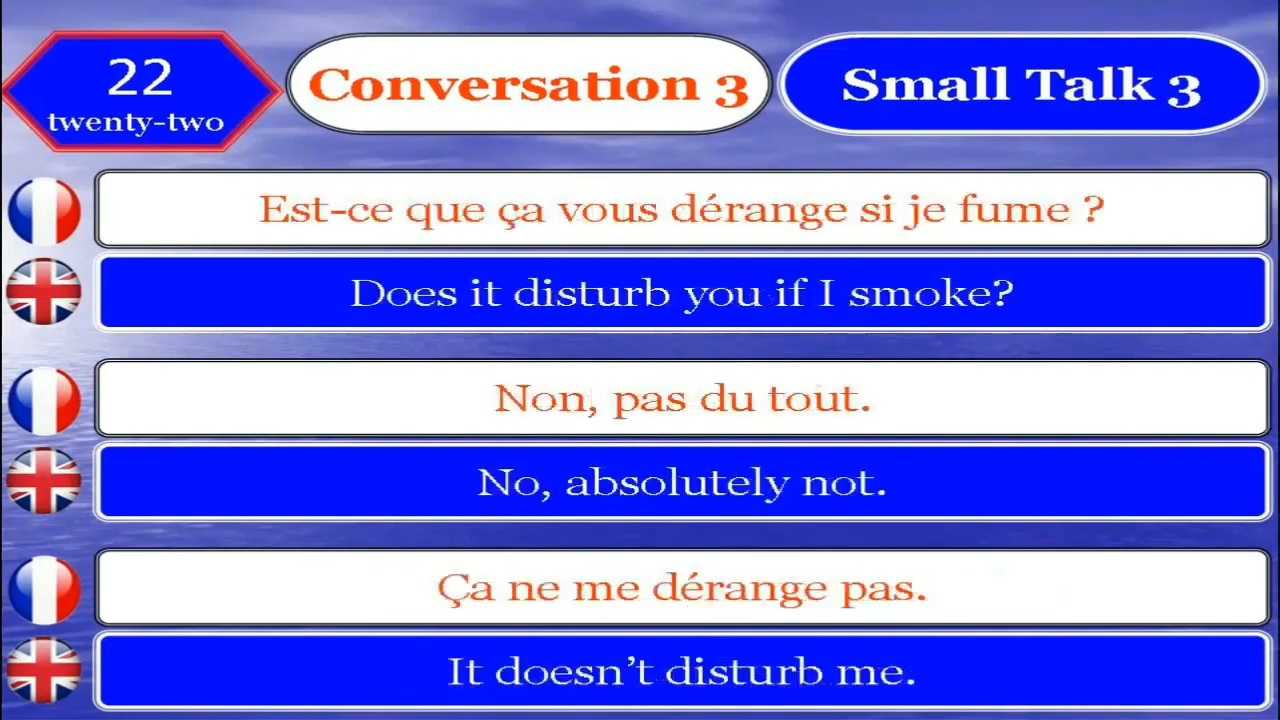 22
twenty-two
Conversation 3
Small Talk 3
Est-ce que ça vous dérange si je fume ?
Does it disturb you if I smoke?
Non, pas du tout.
No, absolutely not.
Ça ne me dérange pas.
It doesn’t disturb me.